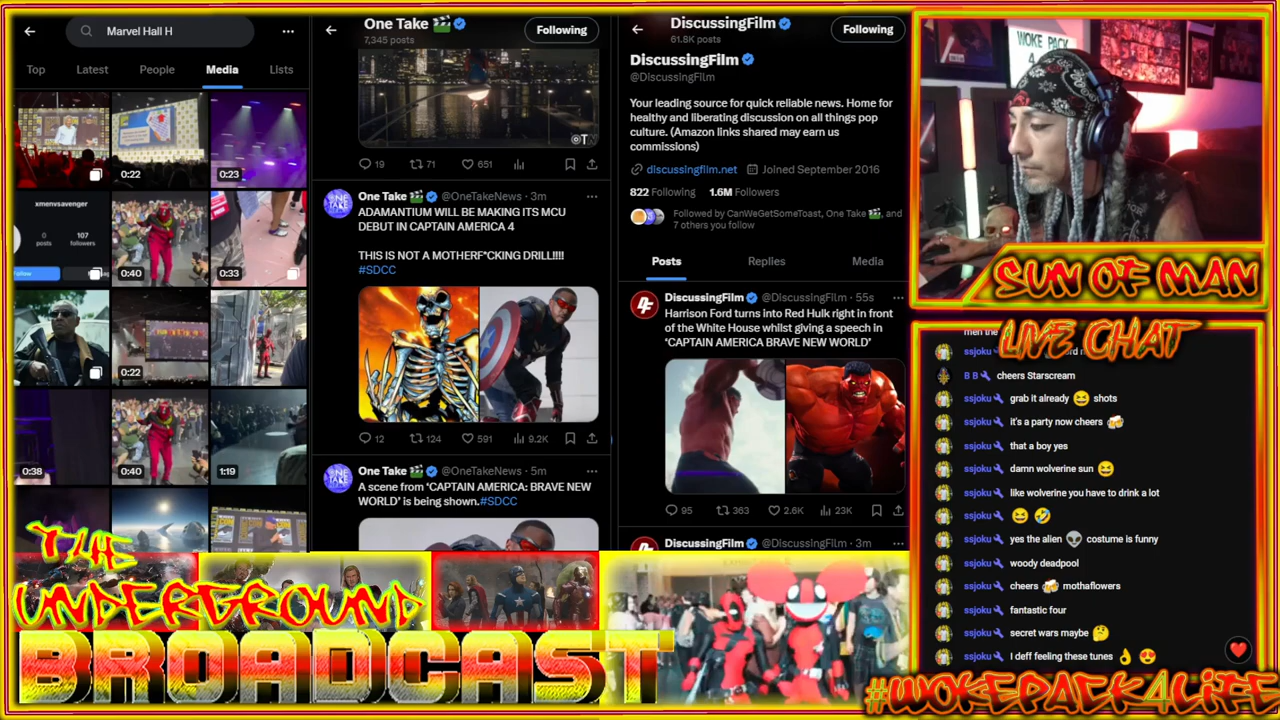 Marvel Hall H
Top
Latest
People
Media
Lists
0:22
0:23
xmenvsavenger
0
posts
107
followers
0:40
0:33
0:22
0:38
0:40
1:19
One Take
7,345 posts
Following
19
71
651
One Take @OneTakeNews · 3m
ADAMANTIUM WILL BE MAKING ITS MCU
DEBUT IN CAPTAIN AMERICA 4
THIS IS NOT A MOTHERF*CKING DRILL!!!!
#SDCC
12
124
591
9.2K
One Take @OneTakeNews · 5m
A scene from ‘CAPTAIN AMERICA: BRAVE NEW
WORLD’ is being shown.#SDCC
DiscussingFilm
61.8K posts
Following
DiscussingFilm
@DiscussingFilm
Your leading source for quick reliable news. Home for
healthy and liberating discussion on all things pop
culture. (Amazon links shared may earn us
commissions)
discussingfilm.net Joined September 2016
822 Following 1.6M Followers
Followed by CanWeGetSomeToast, One Take, and
7 others you follow
Posts
Replies
Media
DiscussingFilm @DiscussingFilm · 55s
Harrison Ford turns into Red Hulk right in front
of the White House whilst giving a speech in
‘CAPTAIN AMERICA BRAVE NEW WORLD’
95
363
2.6K
23K
DiscussingFilm @DiscussingFilm · 3m
WOKE PACK
4
SUN OF MAN
LIVE CHAT
ssjoku
B B cheers Starscream
ssjoku grab it already 😆 shots
ssjoku it's a party now cheers 🍻
ssjoku that a boy yes
ssjoku damn wolverine sun 😆
ssjoku like wolverine you have to drink a lot
ssjoku 😆 🤣
ssjoku yes the alien 👽 costume is funny
ssjoku woody deadpool
ssjoku cheers 🍻 mothaflowers
ssjoku fantastic four
ssjoku secret wars maybe 🤔
ssjoku I deff feeling these tunes 👌 😍
THE
UNDERGROUND
BROADCAST
#WOKEPACK4LIFE